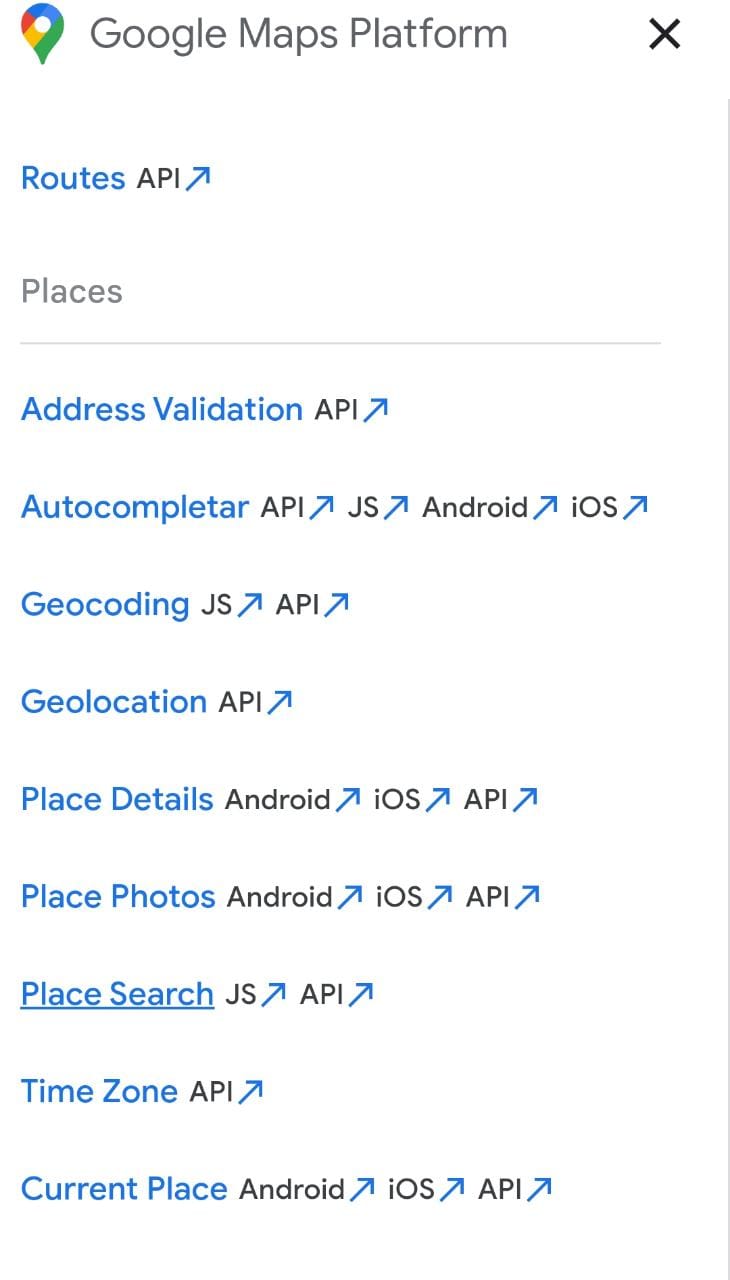 Google Maps Platform
Routes API
Places
Address Validation API
Autocompletar API JS Android iOS
Geocoding JS API
Geolocation API
Place Details Android iOS API
Place Photos Android iOS API
Place Search JS API
Time Zone API
Current Place Android iOS API